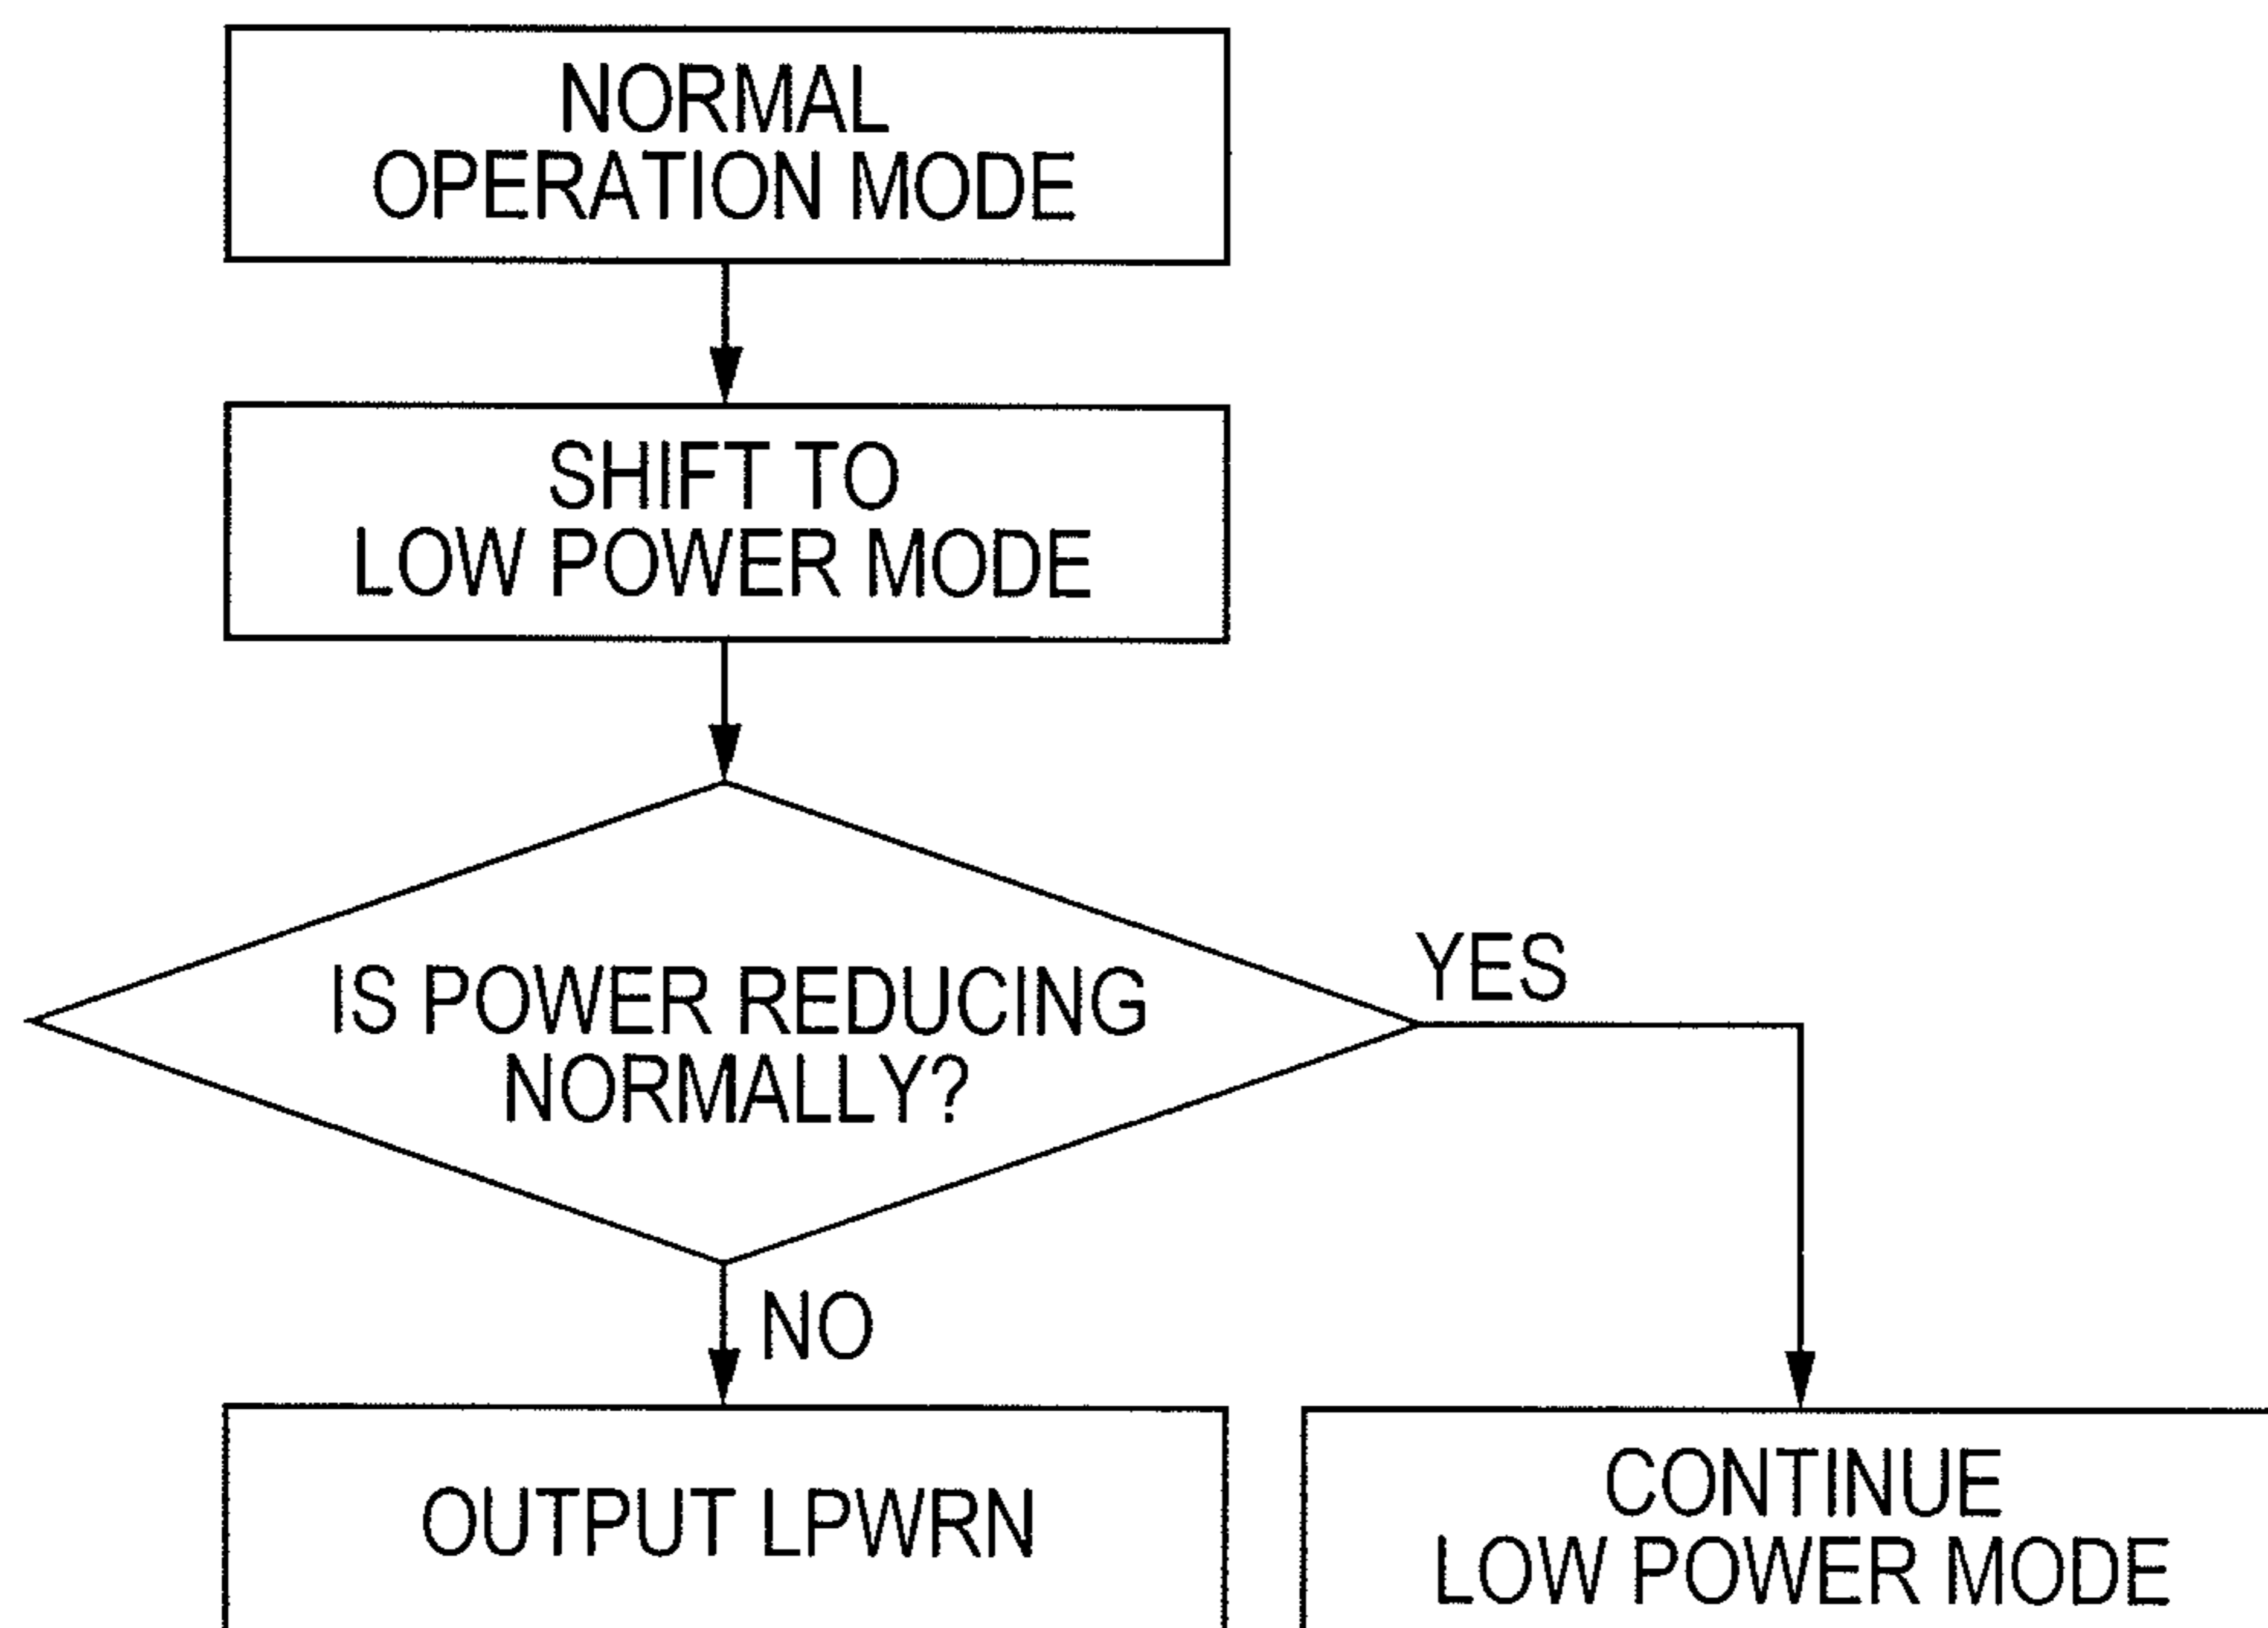 NORMAL
OPERATION MODE
SHIFT TO
LOW POWER MODE
IS POWER REDUCING
NORMALLY?
YES
NO
OUTPUT LPWRN
CONTINUE
LOW POWER MODE